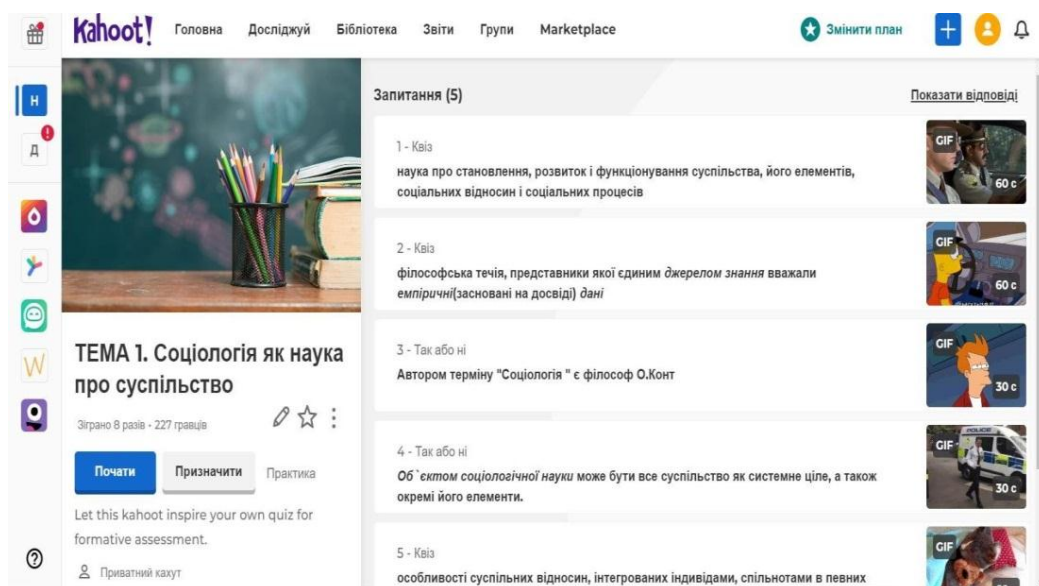 Kahoot!
Головна Досліджуй Бібліотека Звіти Групи Marketplace
Змінити план
Н
Д
W
Запитання (5)
Показати відповіді
1 - Квіз
наука про становлення, розвиток і функціонування суспільства, його елементів,
соціальних відносин і соціальних процесів
GIF
60 с
2 - Квіз
філософська течія, представники якої єдиним джерелом знання вважали
емпіричні(засновані на досвіді) дані
GIF
60 с
3 - Так або ні
Автором терміну "Соціологія " є філософ О.Конт
GIF
30 с
4 - Так або ні
Об`єктом соціологічної науки може бути все суспільство як системне ціле, а також
окремі його елементи.
GIF
POLICE
30 с
5 - Квіз
особливості суспільних відносин, інтегрованих індивідами, спільнотами в певних
GIF
ТЕМА 1. Соціологія як наука
про суспільство
Зіграно 8 разів - 227 гравців
Почати Призначити Практика
Let this kahoot inspire your own quiz for
formative assessment.
Приватний кахут